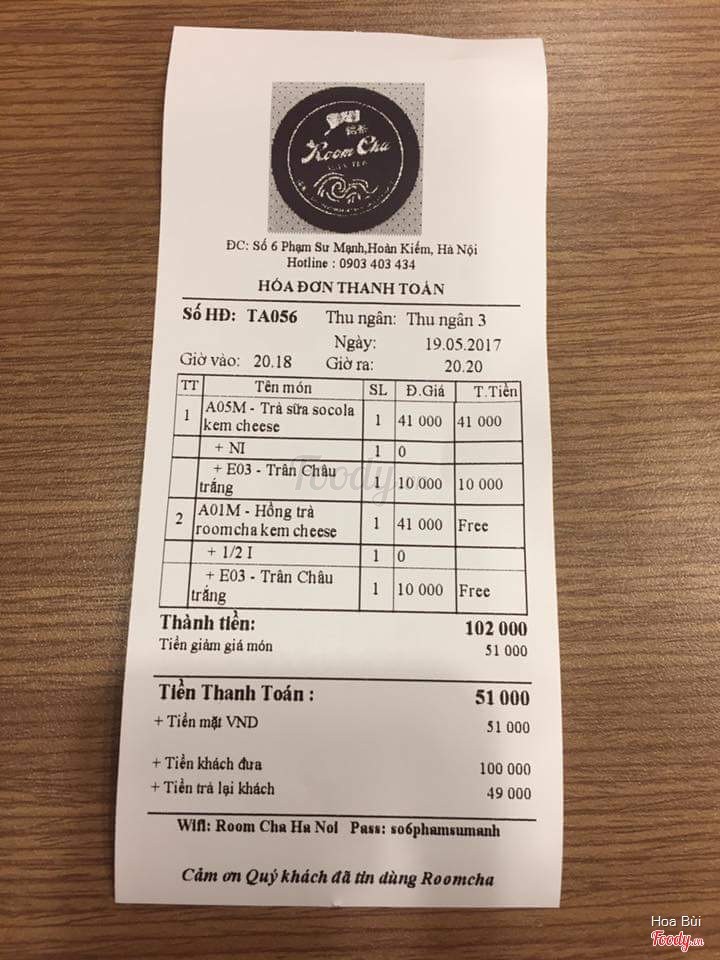 Room Cha
ĐC: Số 6 Phạm Sư Mạnh,Hoàn Kiếm, Hà Nội
Hotline : 0903 403 434
HÓA ĐƠN THANH TOÁN
Số HĐ: TA056 Thu ngân: Thu ngân 3
Ngày: 19.05.2017
Giờ vào: 20.18 Giờ ra: 20.20
TT Tên món SL Đ.Giá T.Tiền
1 A05M - Trà sữa socola kem cheese 1 41 000 41 000
+ NI 1 0
+ E03 - Trân Châu trắng 1 10.000 10 000
2 A01M - Hồng trà roomcha kem cheese 1 41 000 Free
+ 1/2 I 1 0
+ E03 - Trân Châu trắng 1 10 000 Free
Thành tiền: 102 000
Tiền giảm giá món 51 000
Tiền Thanh Toán : 51 000
+ Tiền mặt VND 51 000
+ Tiền khách đưa 100 000
+ Tiền trả lại khách 49 000
Wifi: Room Cha Ha Noi Pass: so6phamsumanh
Cảm ơn Quý khách đã tin dùng Roomcha
Foody
Hoa Bùi
Foody.vn